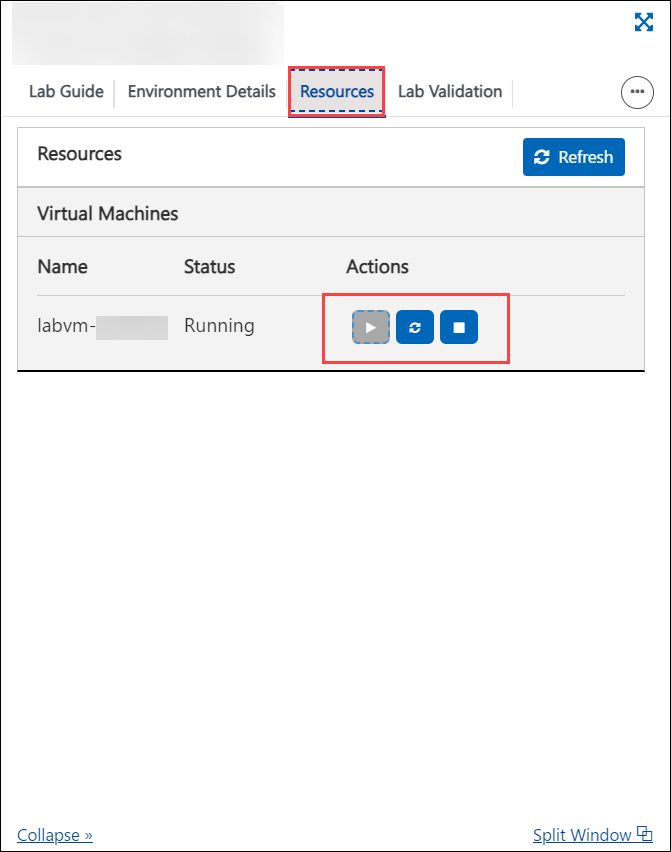 Lab Guide Environment Details Resources Lab Validation
Resources Refresh
Virtual Machines
Name Status Actions
labvm- Running
Collapse » Split Window